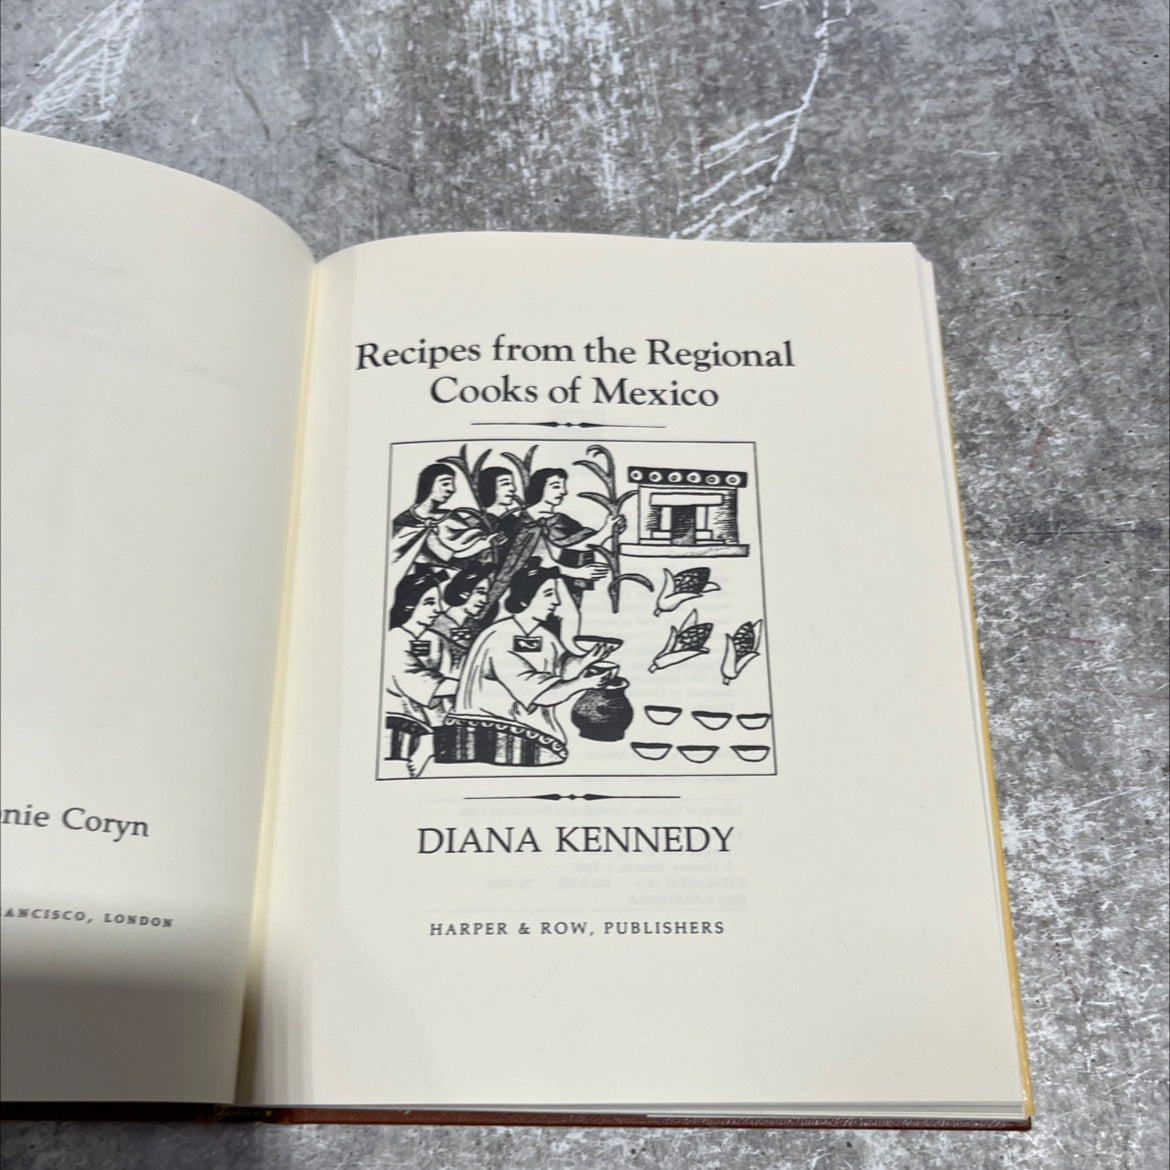 nie Coryn
ANCISCO, LONDON
Recipes from the Regional
Cooks of Mexico
DIANA KENNEDY
HARPER & ROW, PUBLISHERS